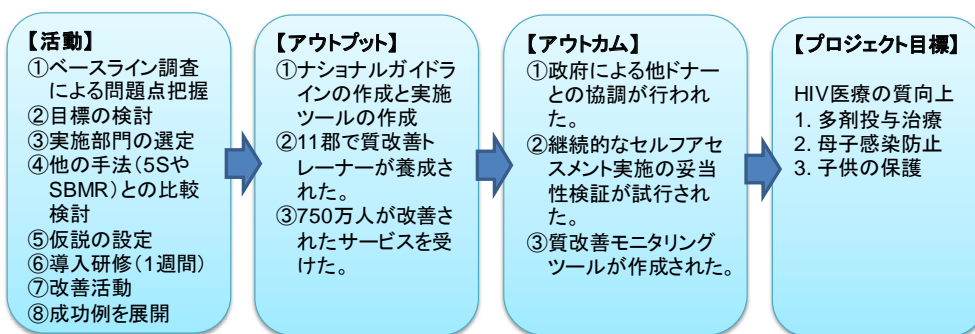 【活動】
①ベースライン調査
による問題点把握
②目標の検討
③実施部門の選定
④他の手法(5Sや
SBMR)との比較
検討
⑤仮説の設定
⑥導入研修(1週間)
⑦改善活動
⑧成功例を展開
【アウトプット】
①ナショナルガイドラ
インの作成と実施
ツールの作成
②11郡で質改善ト
レーナーが養成
された。
③750万人が改善さ
れたサービスを受
けた。
【アウトカム】
①政府による他ドナー
との協調が行われ
た。
②継続的なセルフアセ
スメント実施の妥当
性検証が試行され
た。
③質改善モニタリング
ツールが作成された。
【プロジェクト目標】
HIV医療の質向上
1. 多剤投与治療
2. 母子感染防止
3. 子供の保護